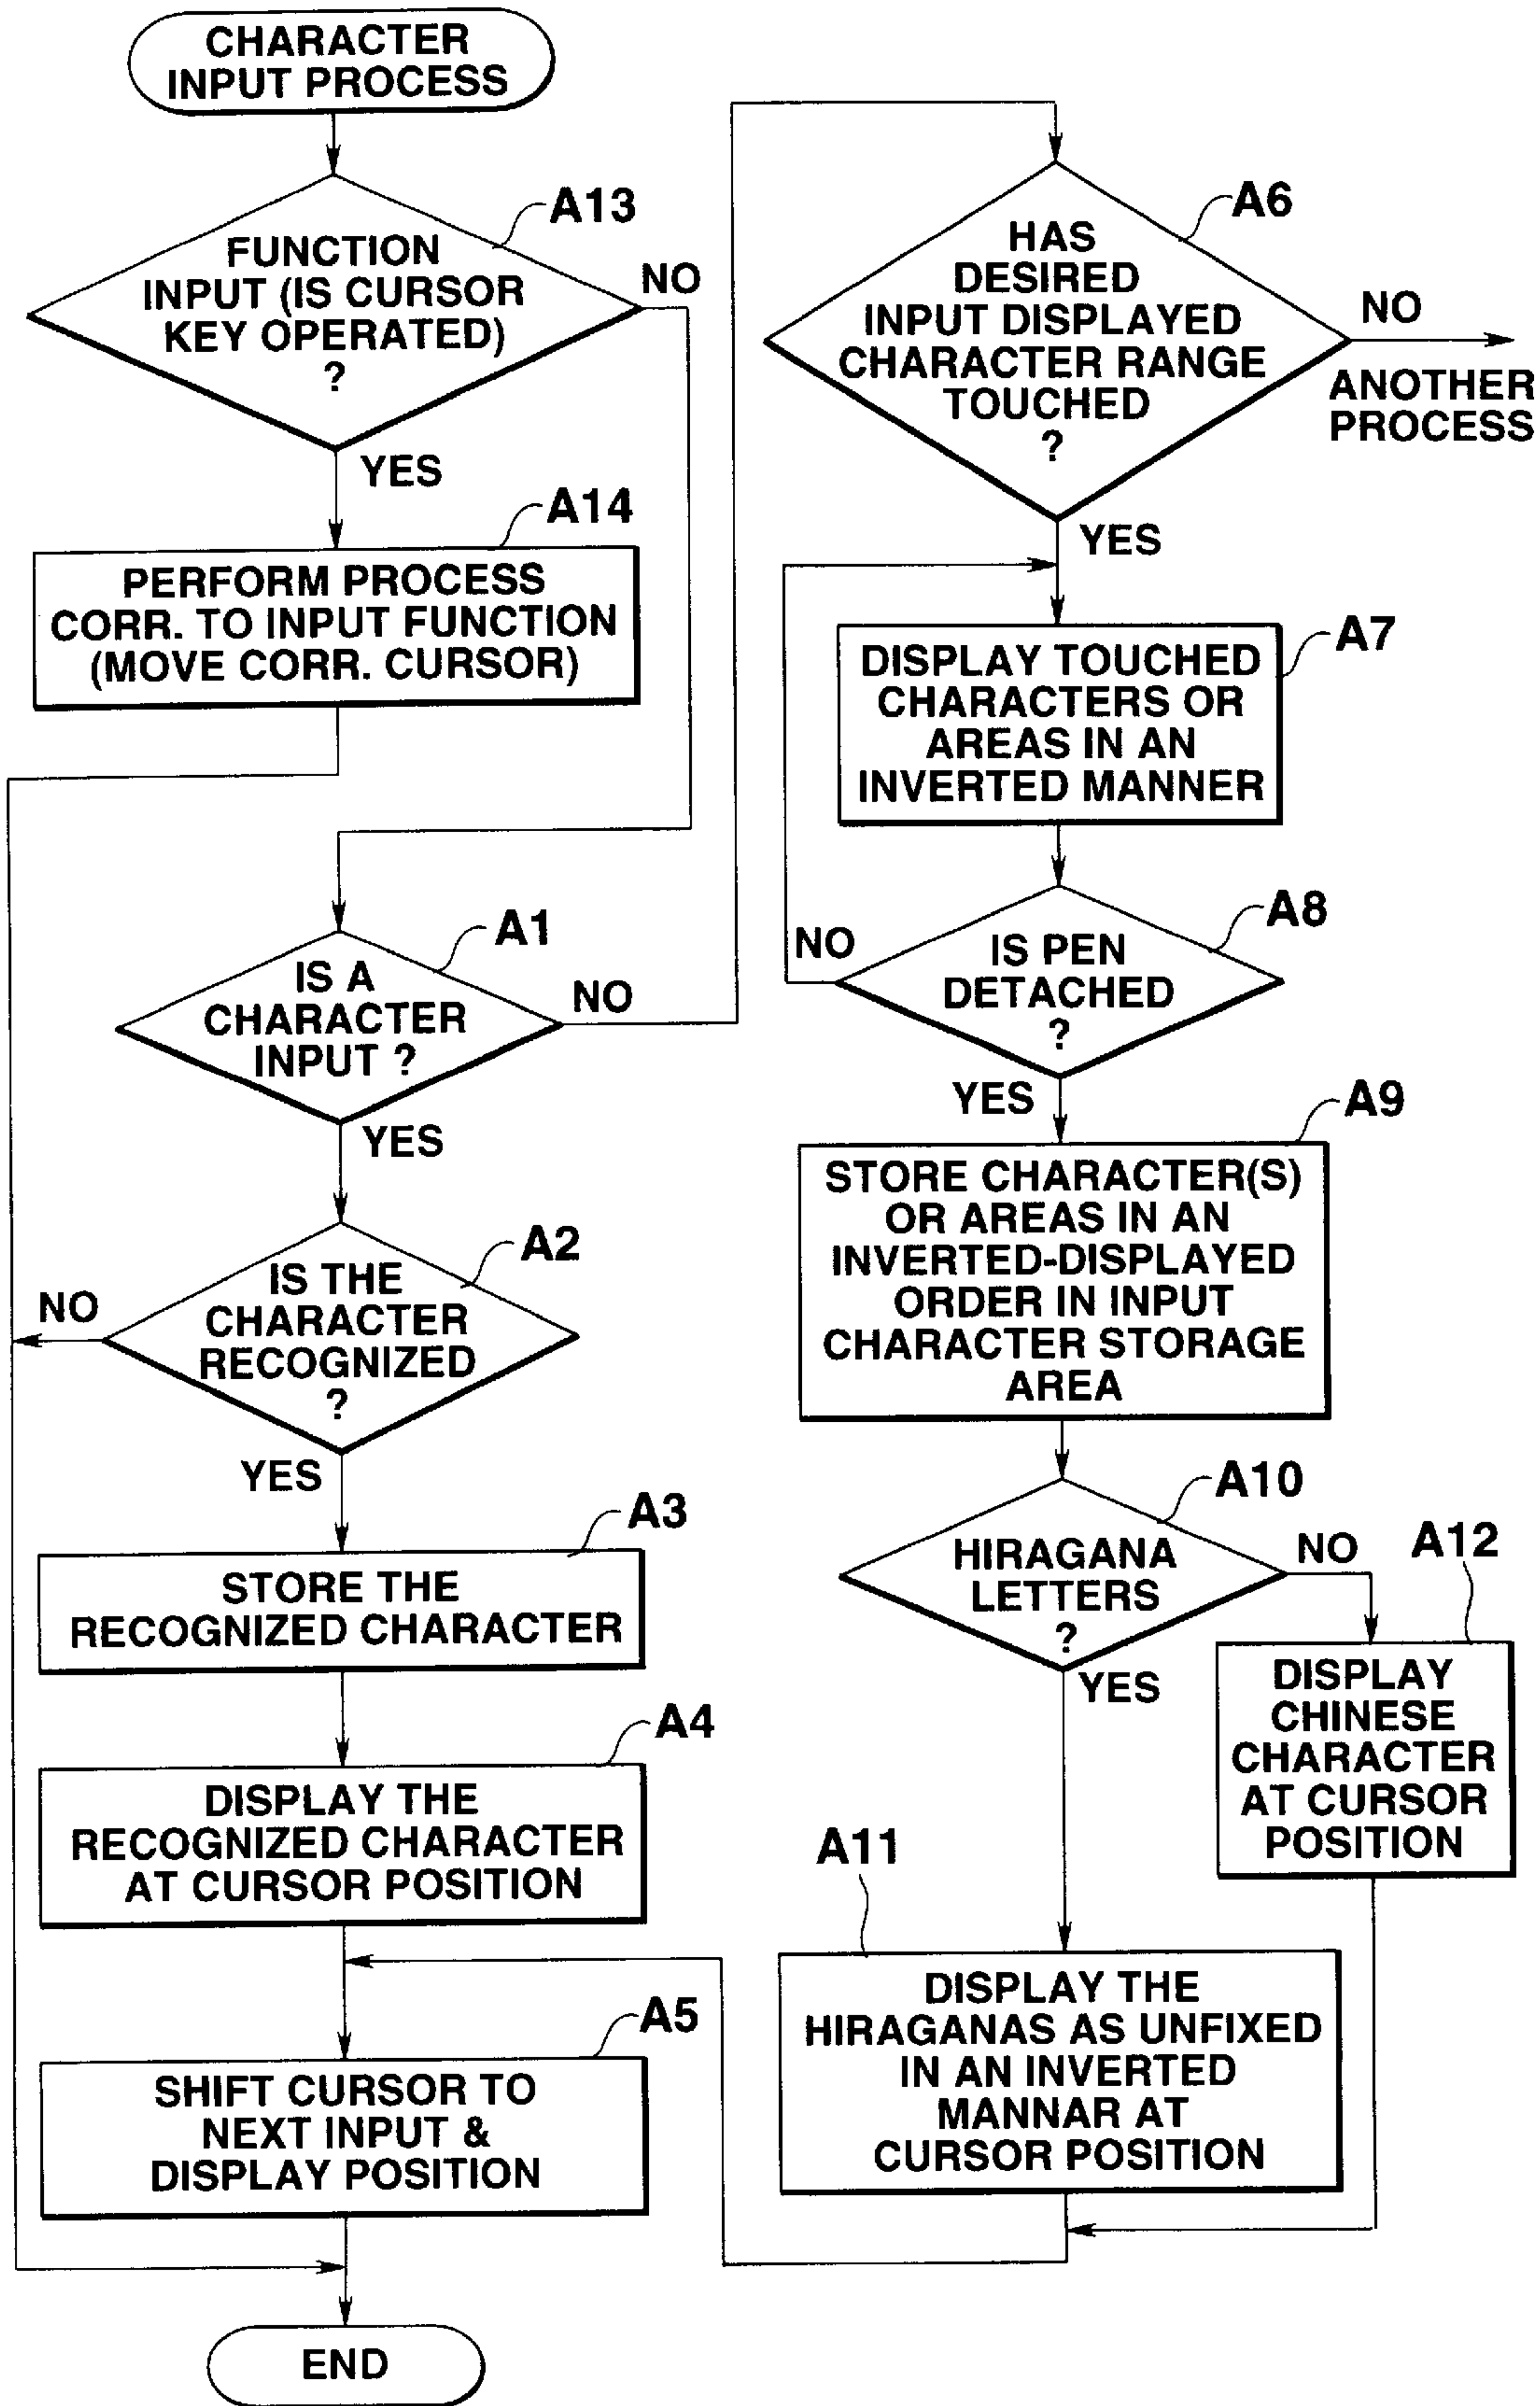 CHARACTER
INPUT PROCESS
A13
FUNCTION
INPUT (IS CURSOR
KEY OPERATED)
?
NO
YES
A14
PERFORM PROCESS
CORR. TO INPUT FUNCTION
(MOVE CORR. CURSOR)
A1
IS A
CHARACTER
INPUT ?
NO
YES
A2
IS THE
CHARACTER
RECOGNIZED
?
NO
YES
A3
STORE THE
RECOGNIZED CHARACTER
A4
DISPLAY THE
RECOGNIZED CHARACTER
AT CURSOR POSITION
A5
SHIFT CURSOR TO
NEXT INPUT &
DISPLAY POSITION
END
A6
HAS
DESIRED
INPUT DISPLAYED
CHARACTER RANGE
TOUCHED
?
NO
ANOTHER
PROCESS
YES
A7
DISPLAY TOUCHED
CHARACTERS OR
AREAS IN AN
INVERTED MANNER
A8
IS PEN
DETACHED
?
NO
YES
A9
STORE CHARACTER(S)
OR AREAS IN AN
INVERTED-DISPLAYED
ORDER IN INPUT
CHARACTER STORAGE
AREA
A10
HIRAGANA
LETTERS
?
NO
YES
A12
DISPLAY
CHINESE
CHARACTER
AT CURSOR
POSITION
A11
DISPLAY THE
HIRAGANAS AS UNFIXED
IN AN INVERTED
MANNAR AT
CURSOR POSITION